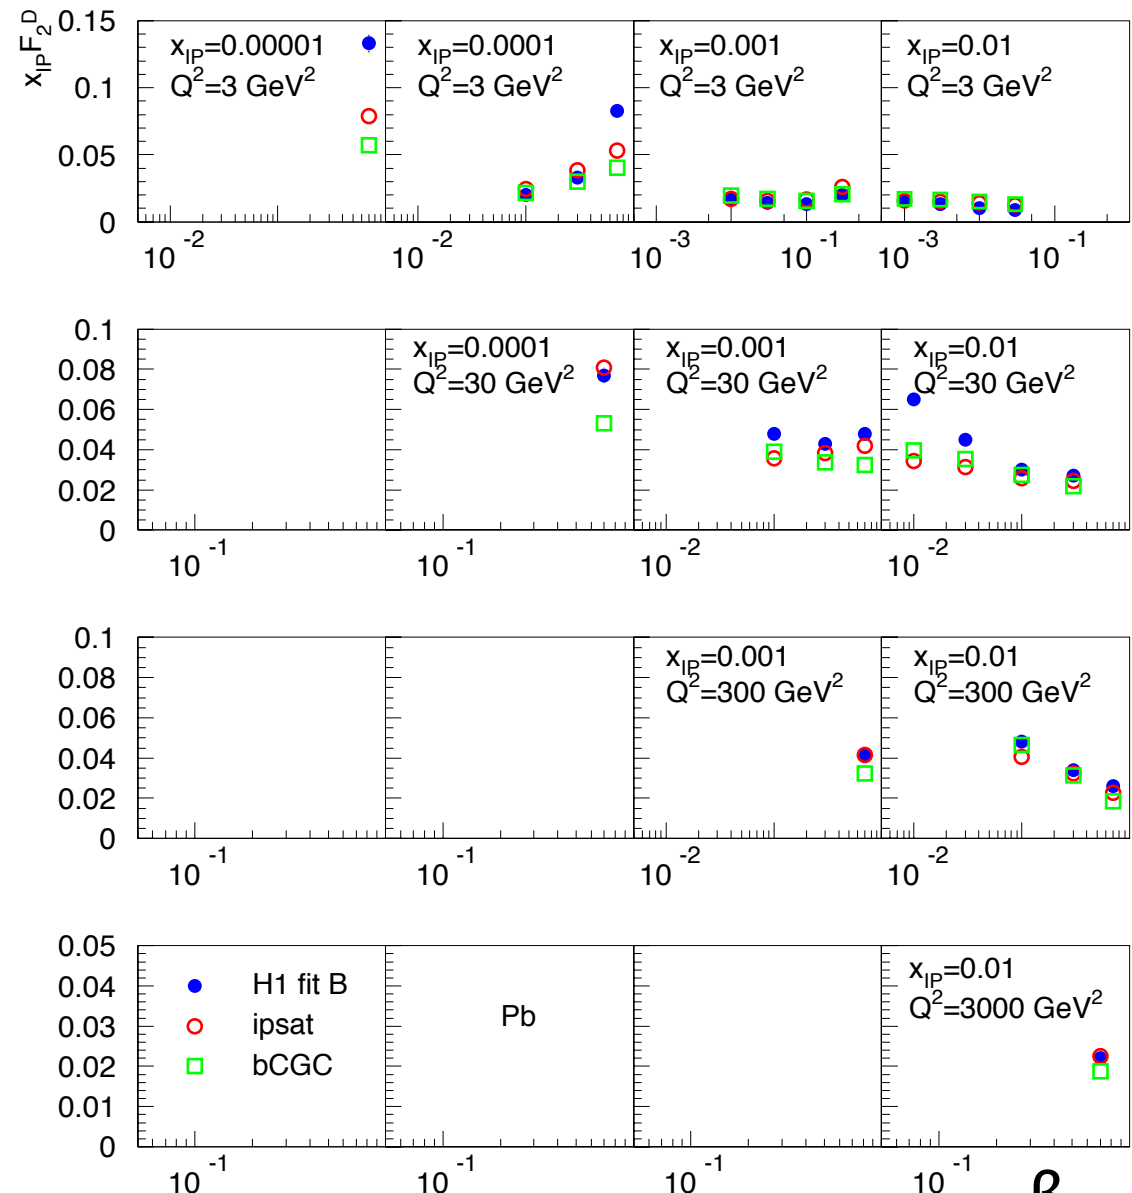 x_IP F_2^D
0.15
0.1
0.05
0
x_IP=0.00001
Q^2=3 GeV^2
x_IP=0.0001
Q^2=3 GeV^2
x_IP=0.001
Q^2=3 GeV^2
x_IP=0.01
Q^2=3 GeV^2
10^-2 10^-2 10^-3 10^-1 10^-3 10^-1
0.1
0.08
0.06
0.04
0.02
0
x_IP=0.0001
Q^2=30 GeV^2
x_IP=0.001
Q^2=30 GeV^2
x_IP=0.01
Q^2=30 GeV^2
10^-1 10^-1 10^-2 10^-2
0.1
0.08
0.06
0.04
0.02
0
x_IP=0.001
Q^2=300 GeV^2
x_IP=0.01
Q^2=300 GeV^2
10^-1 10^-1 10^-2 10^-2
0.05
0.04
0.03
0.02
0.01
0
H1 fit B
ipsat
bCGC
Pb
x_IP=0.01
Q^2=3000 GeV^2
10^-1 10^-1 10^-1 10^-1